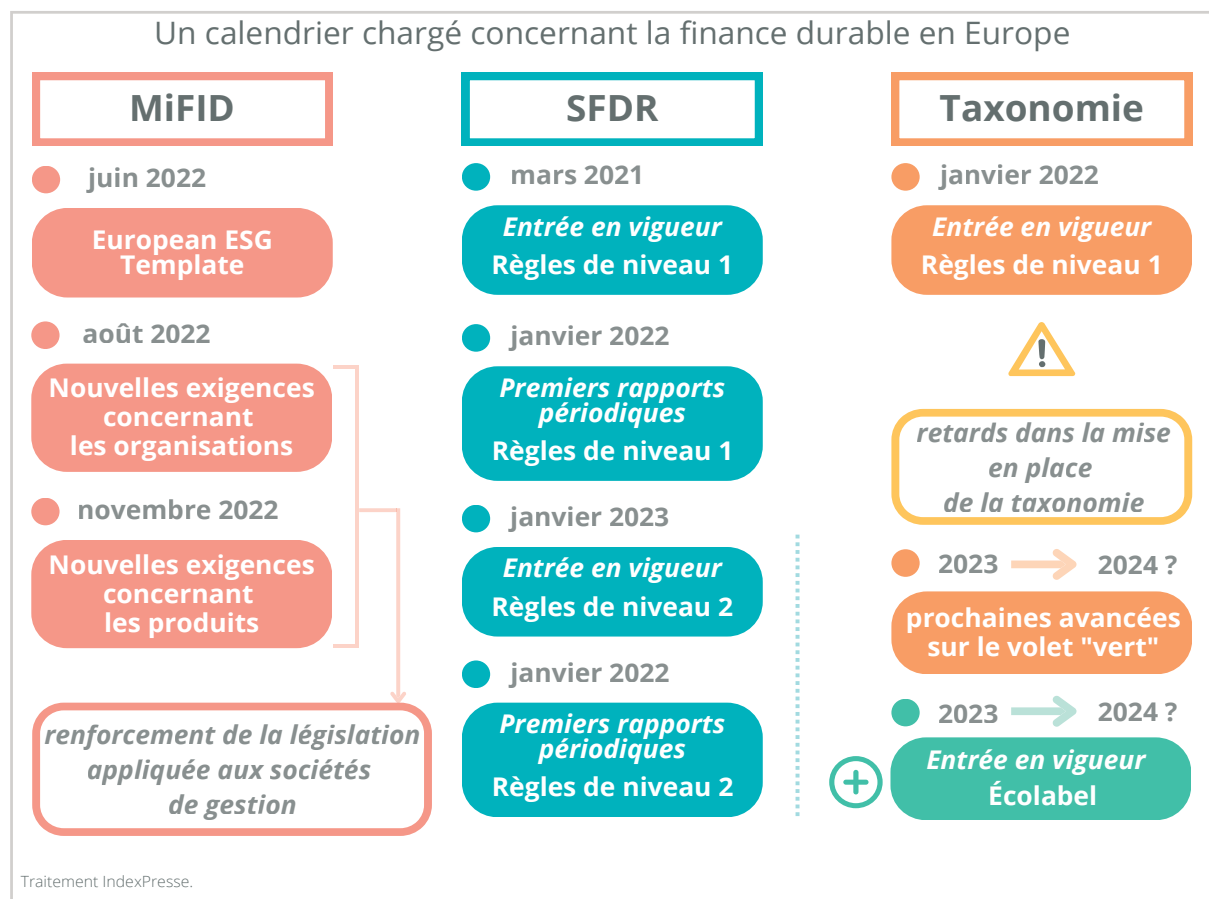 Un calendrier chargé concernant la finance durable en Europe
MiFID
juin 2022
European ESG
Template
août 2022
Nouvelles exigences
concernant
les organisations
novembre 2022
Nouvelles exigences
concernant
les produits
renforcement de la législation
appliquée aux sociétés
de gestion
SFDR
mars 2021
Entrée en vigueur
Règles de niveau 1
janvier 2022
Premiers rapports
périodiques
Règles de niveau 1
janvier 2023
Entrée en vigueur
Règles de niveau 2
janvier 2022
Premiers rapports
périodiques
Règles de niveau 2
Taxonomie
janvier 2022
Entrée en vigueur
Règles de niveau 1
!
retards dans la mise
en place
de la taxonomie
2023 2024 ?
prochaines avancées
sur le volet "vert"
2023 2024 ?
+
Entrée en vigueur
Écolabel
Traitement IndexPresse.